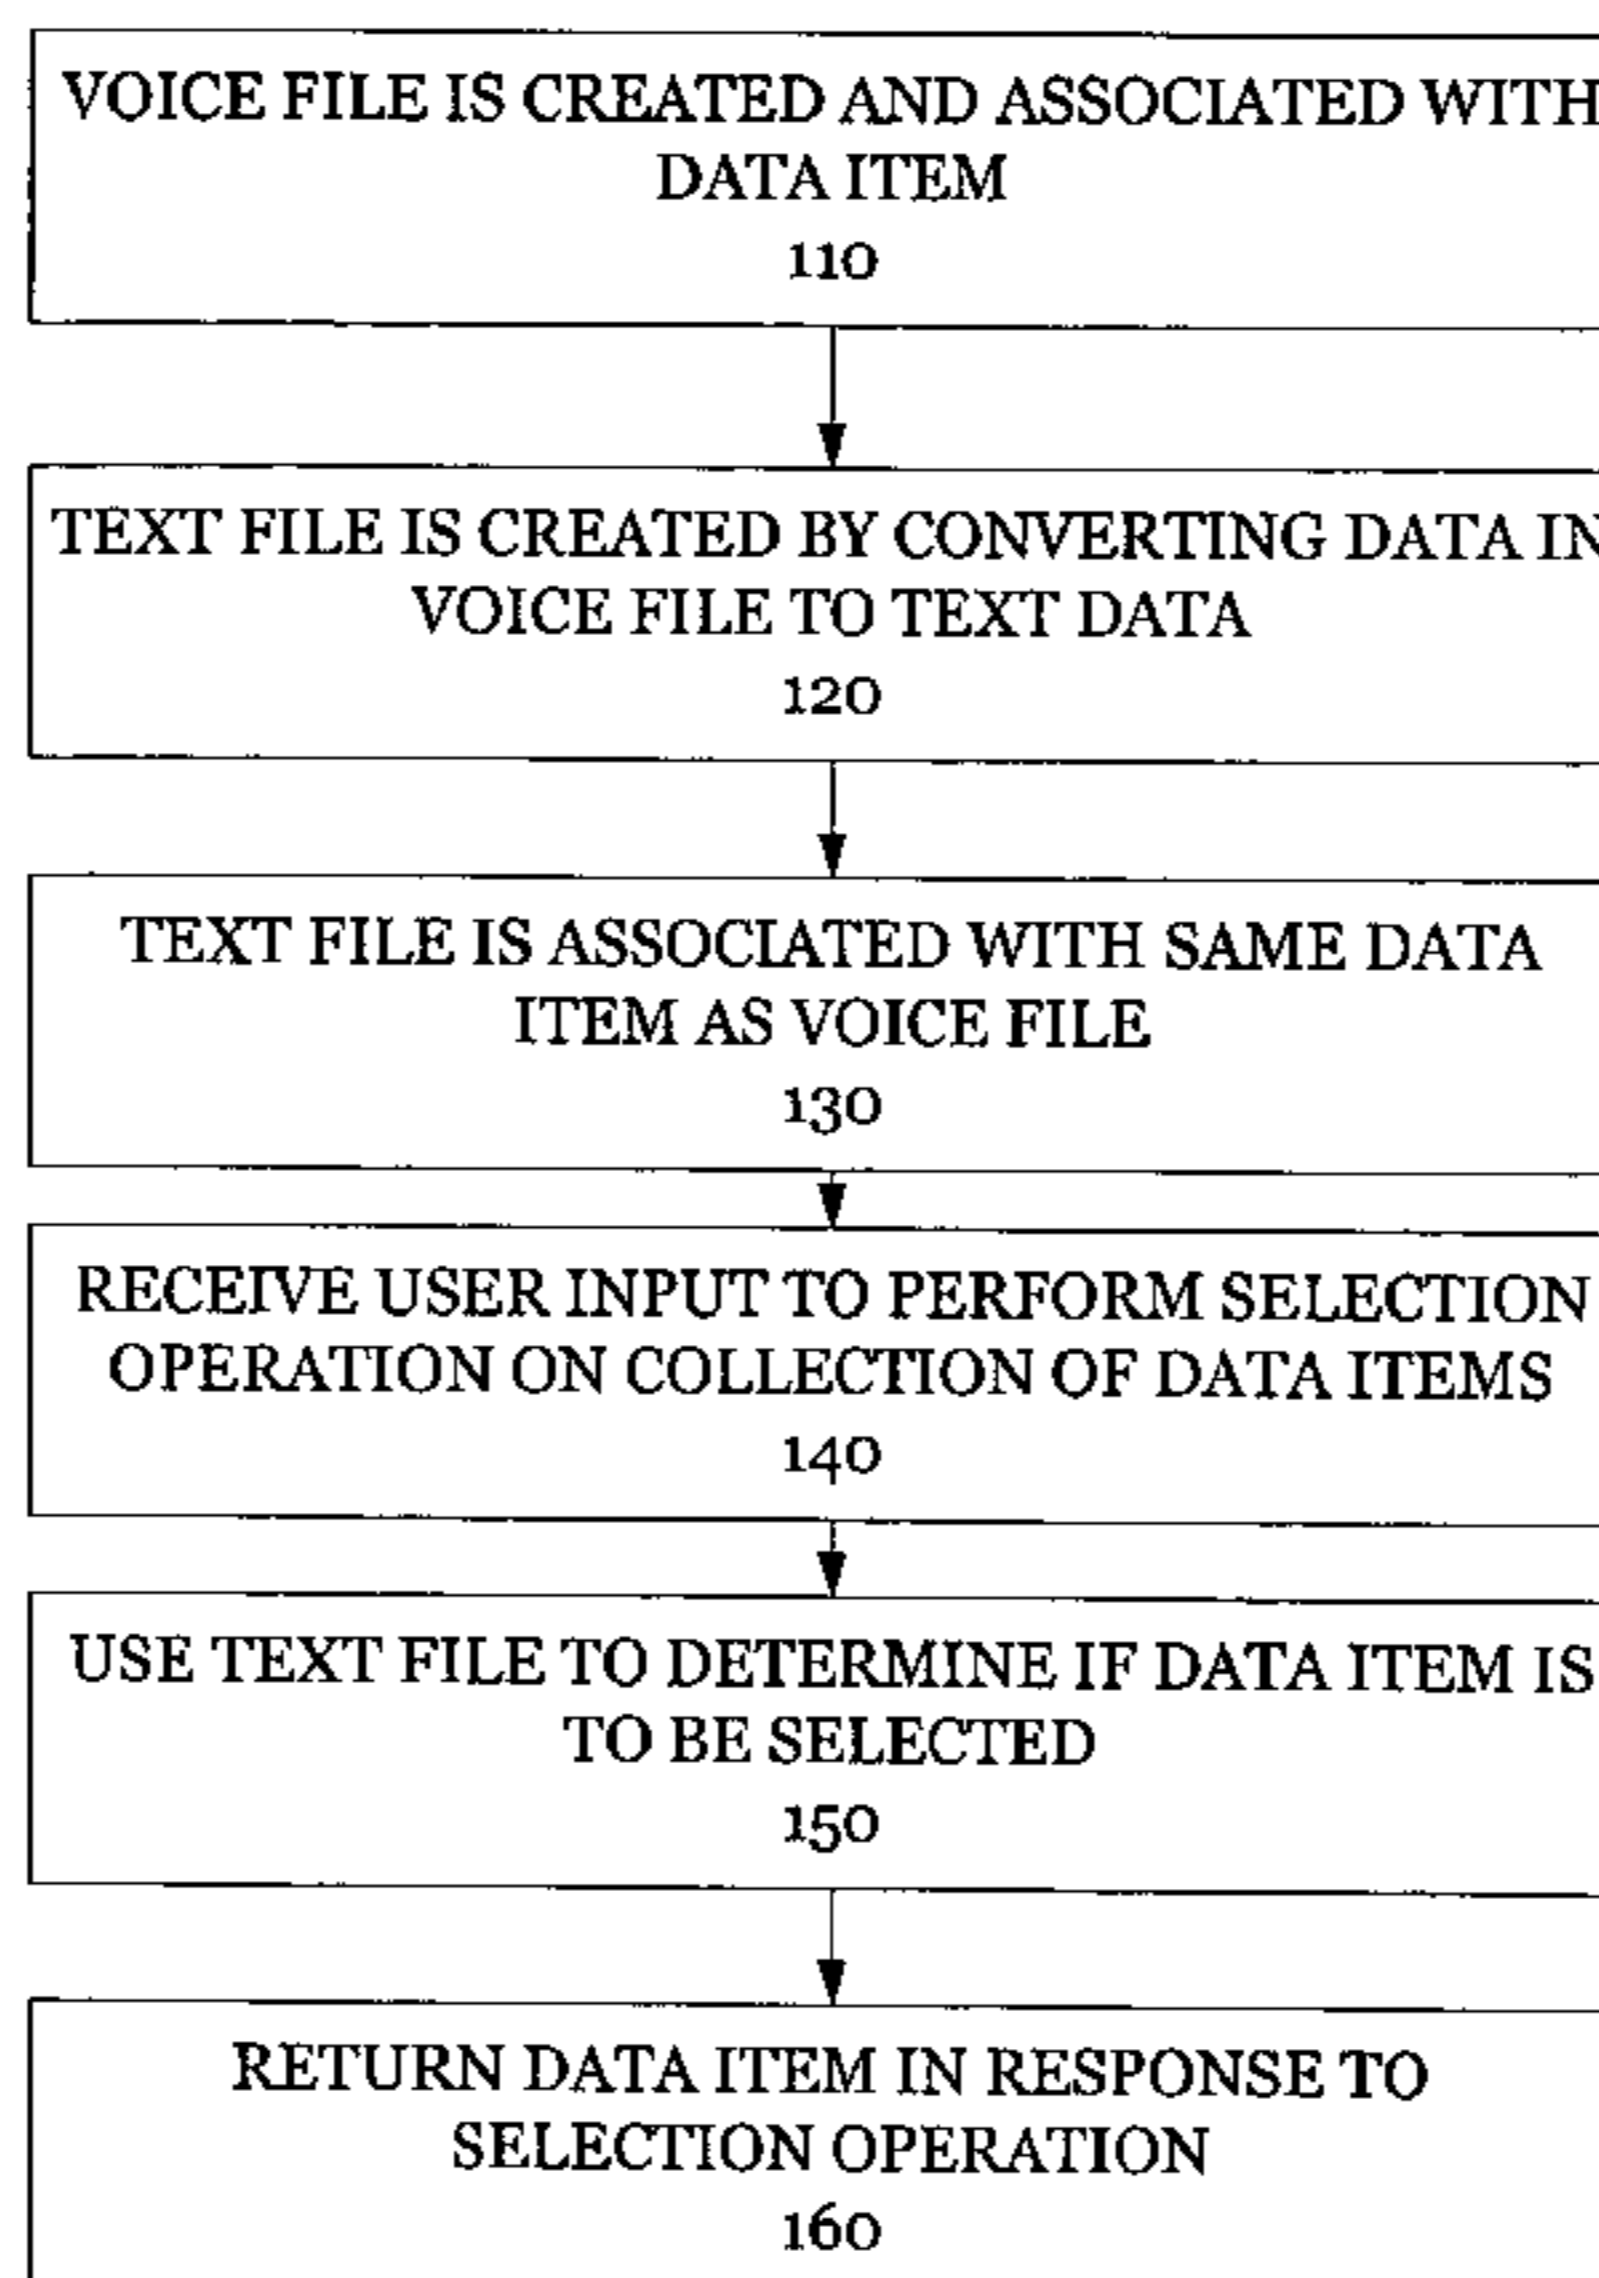 VOICE FILE IS CREATED AND ASSOCIATED WITH
DATA ITEM
110
TEXT FILE IS CREATED BY CONVERTING DATA IN
VOICE FILE TO TEXT DATA
120
TEXT FILE IS ASSOCIATED WITH SAME DATA
ITEM AS VOICE FILE
130
RECEIVE USER INPUT TO PERFORM SELECTION
OPERATION ON COLLECTION OF DATA ITEMS
140
USE TEXT FILE TO DETERMINE IF DATA ITEM IS
TO BE SELECTED
150
RETURN DATA ITEM IN RESPONSE TO
SELECTION OPERATION
160